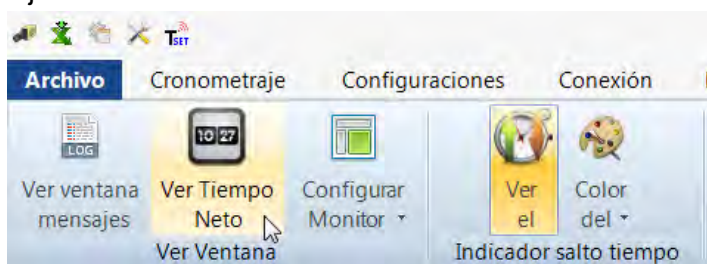 TSET
Archivo Cronometraje Configuraciones Conexión
LOG 10 27
Ver ventana Ver Tiempo Configurar Ver Color
mensajes Neto Monitor el del
Ver Ventana Indicador salto tiempo